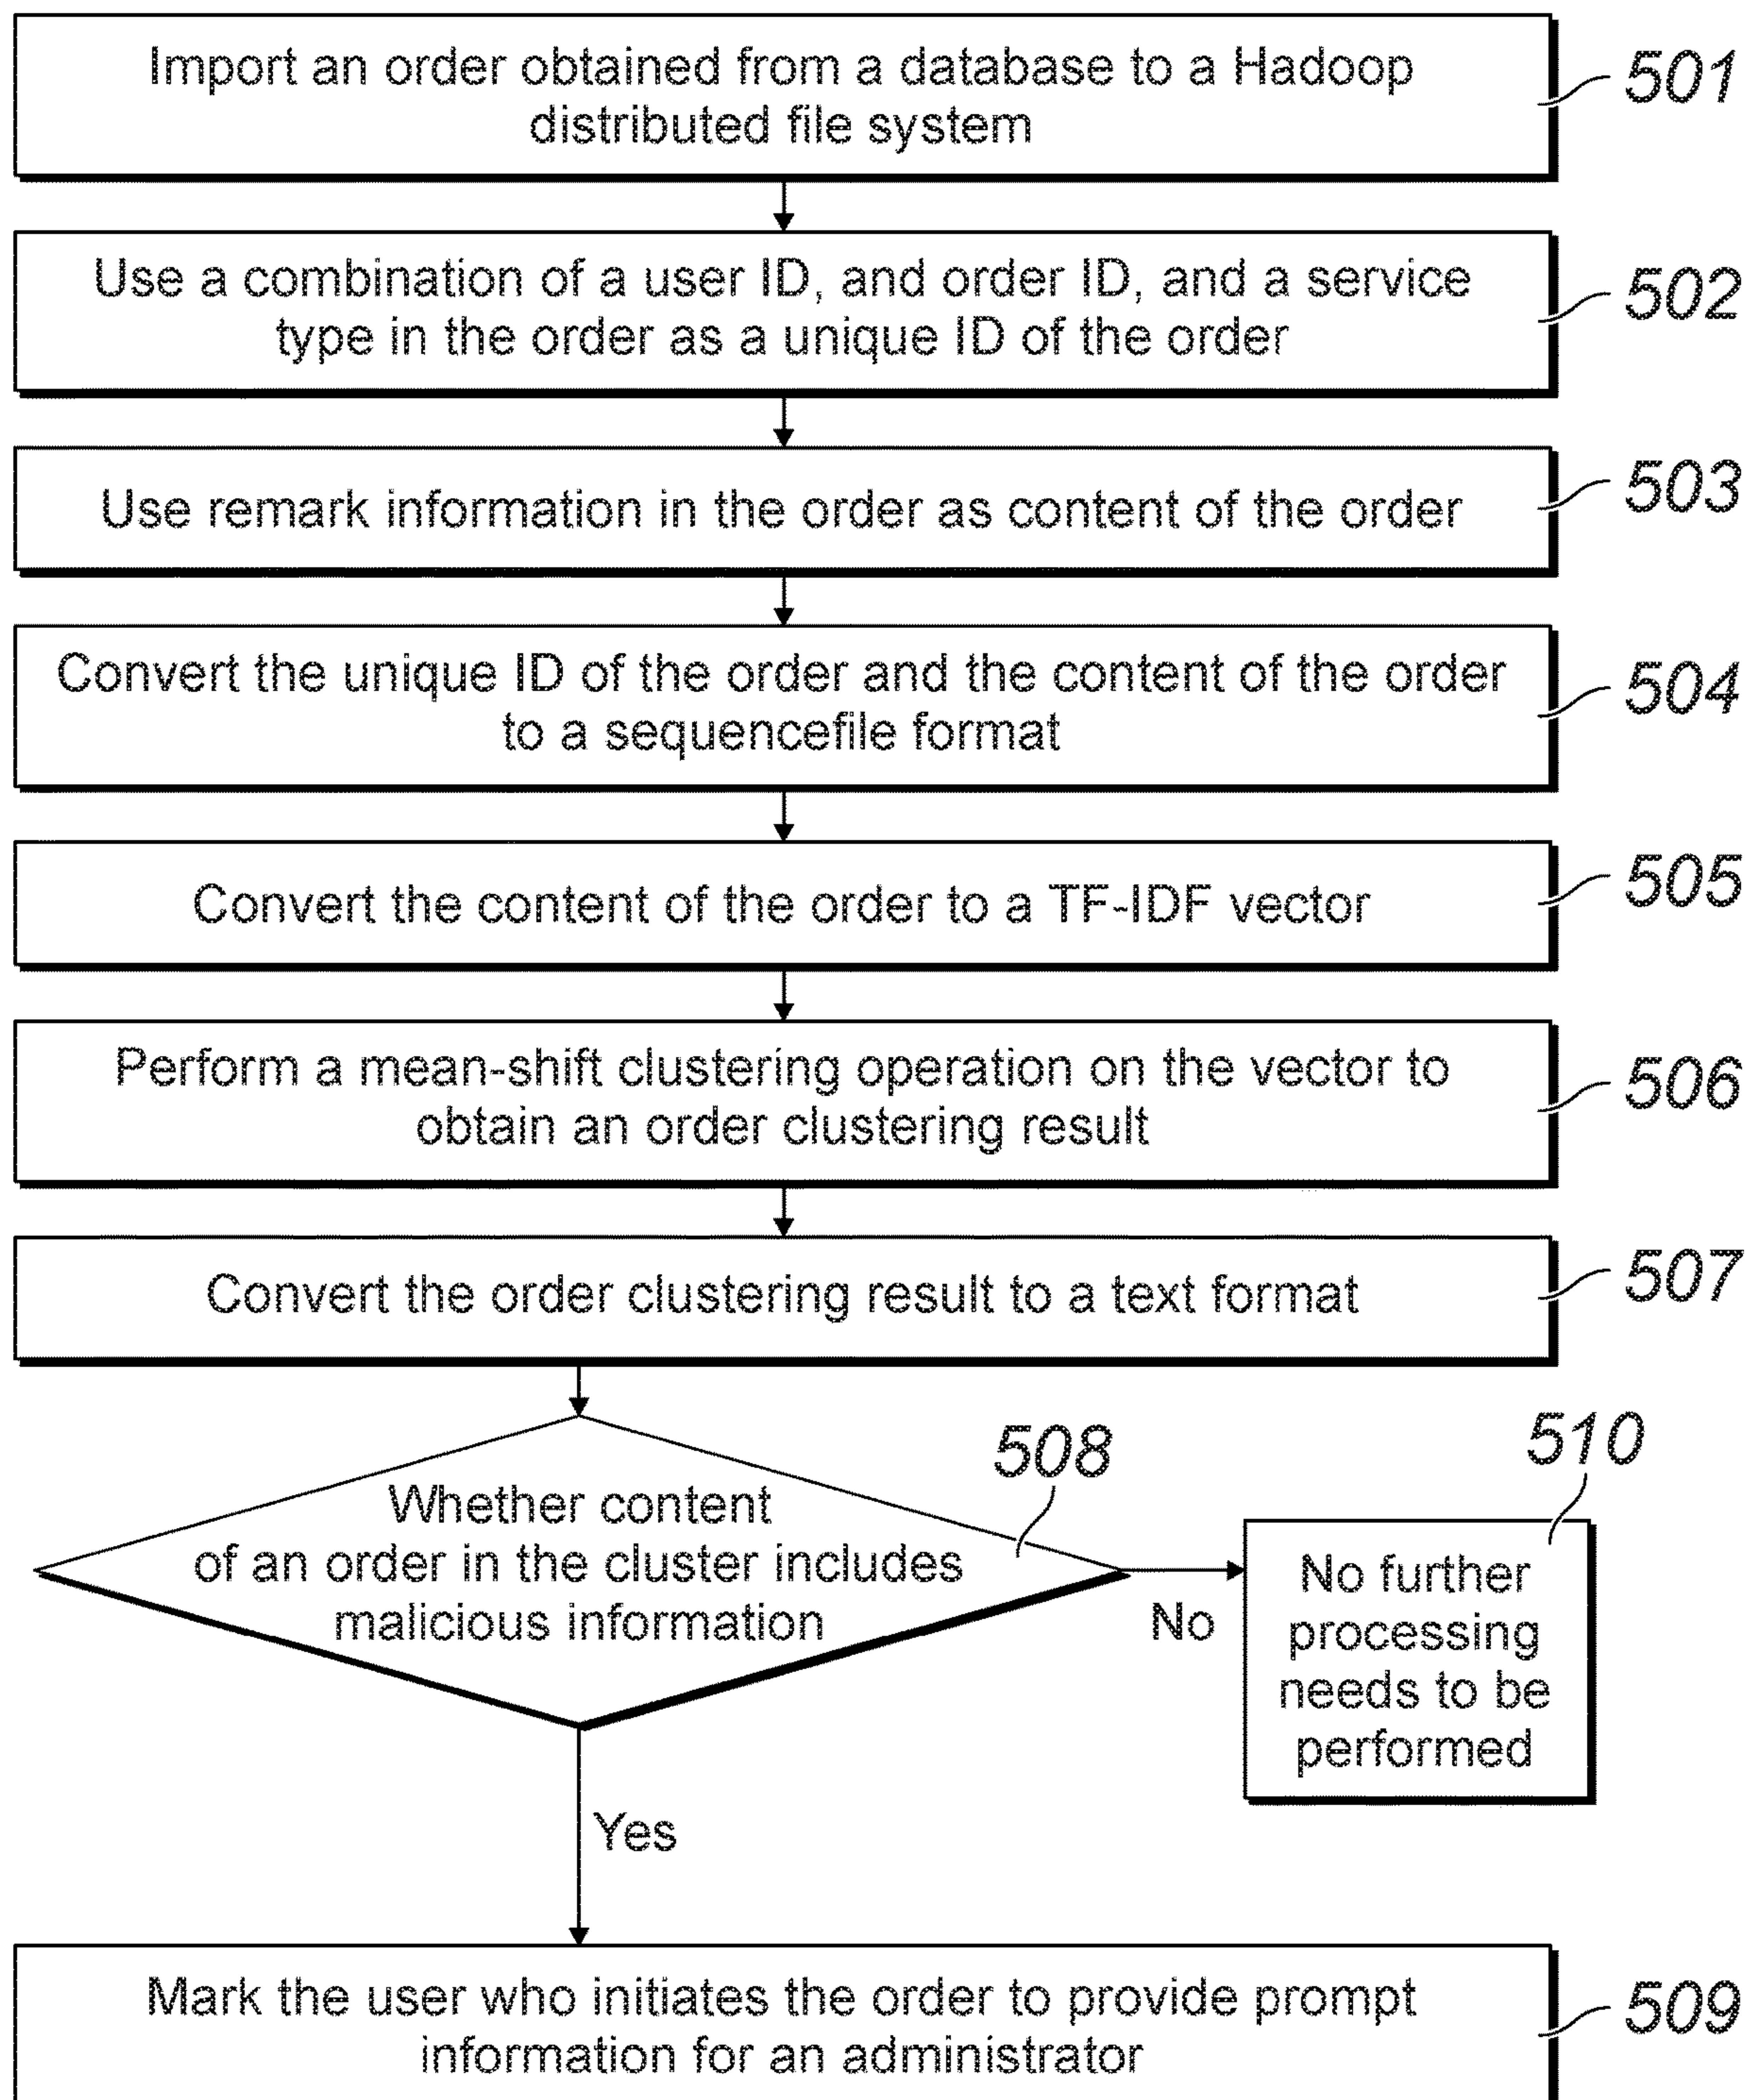 Import an order obtained from a database to a Hadoop
distributed file system
501
Use a combination of a user ID, and order ID, and a service
type in the order as a unique ID of the order
502
Use remark information in the order as content of the order
503
Convert the unique ID of the order and the content of the order
to a sequencefile format
504
Convert the content of the order to a TF-IDF vector
505
Perform a mean-shift clustering operation on the vector to
obtain an order clustering result
506
Convert the order clustering result to a text format
507
Whether content
of an order in the cluster includes
malicious information
508
No
510
No further
processing
needs to be
performed
Yes
Mark the user who initiates the order to provide prompt
information for an administrator
509